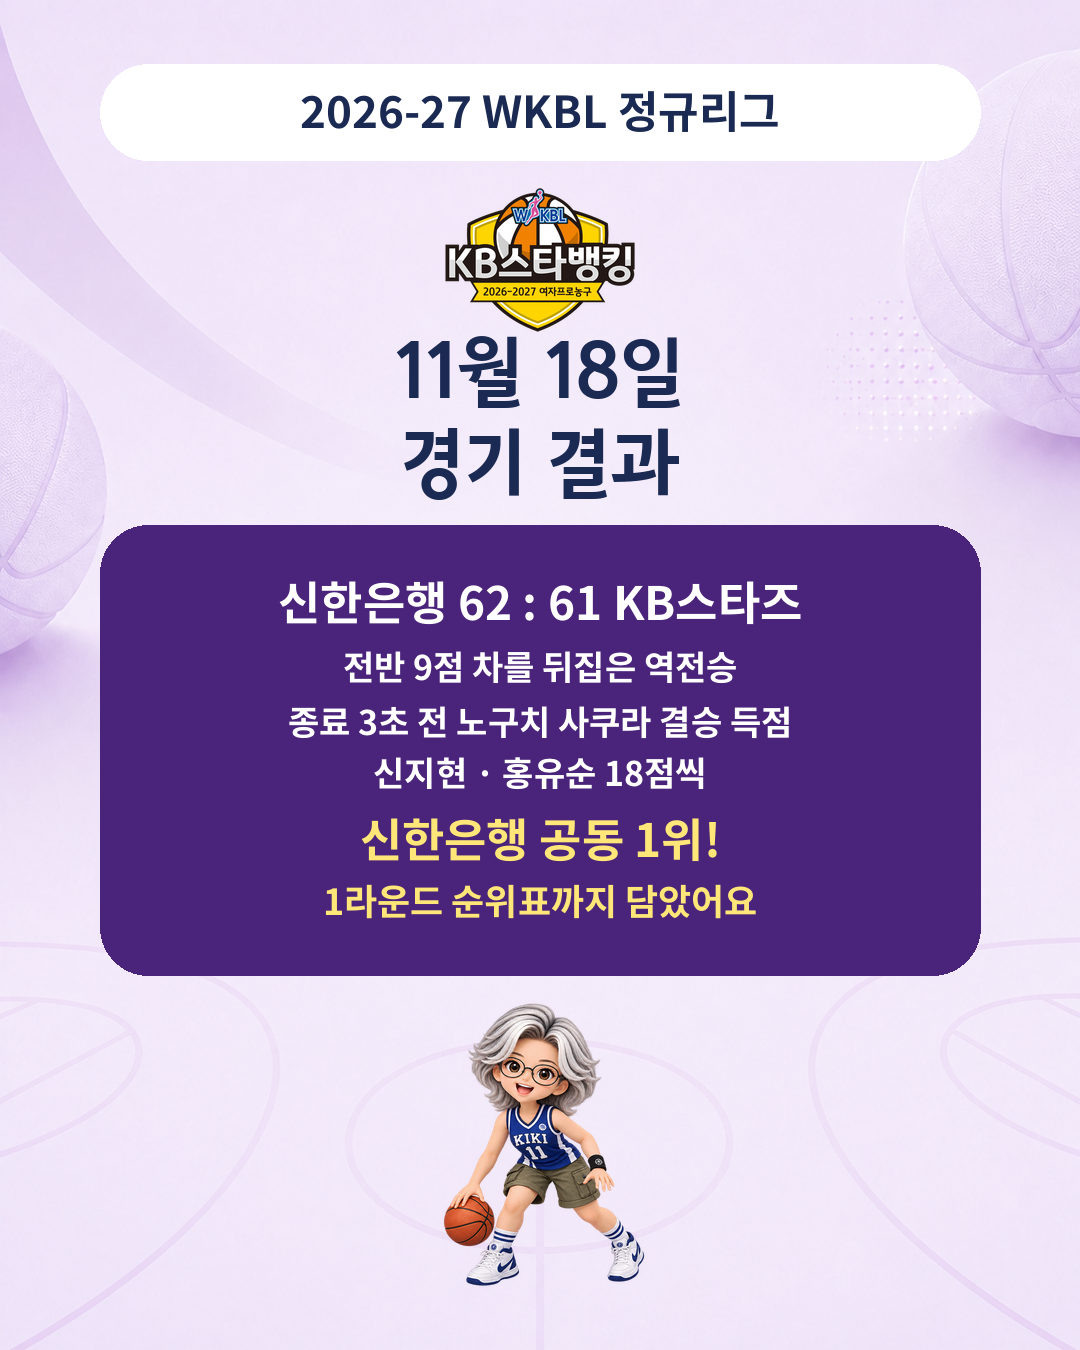 2026-27 WKBL 정규리그
WKBL
KB스타뱅킹
2026-2027 여자프로농구
11월 18일
경기 결과
신한은행 62 : 61 KB스타즈
전반 9점 차를 뒤집은 역전승
종료 3초 전 노구치 사쿠라 결승 득점
신지현 · 홍유순 18점씩
신한은행 공동 1위!
1라운드 순위표까지 담았어요
KIKI
11